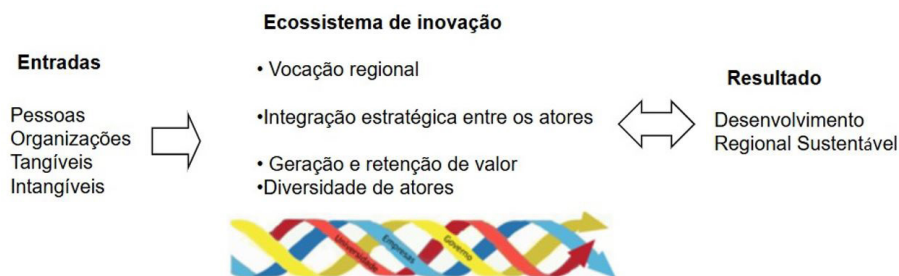 Ecossistema de inovação
Entradas
Pessoas
Organizações
Tangíveis
Intangíveis
• Vocação regional
•Integração estratégica entre os atores
• Geração e retenção de valor
•Diversidade de atores
Resultado
Desenvolvimento
Regional Sustentável
Universidade
Empresas
Governo